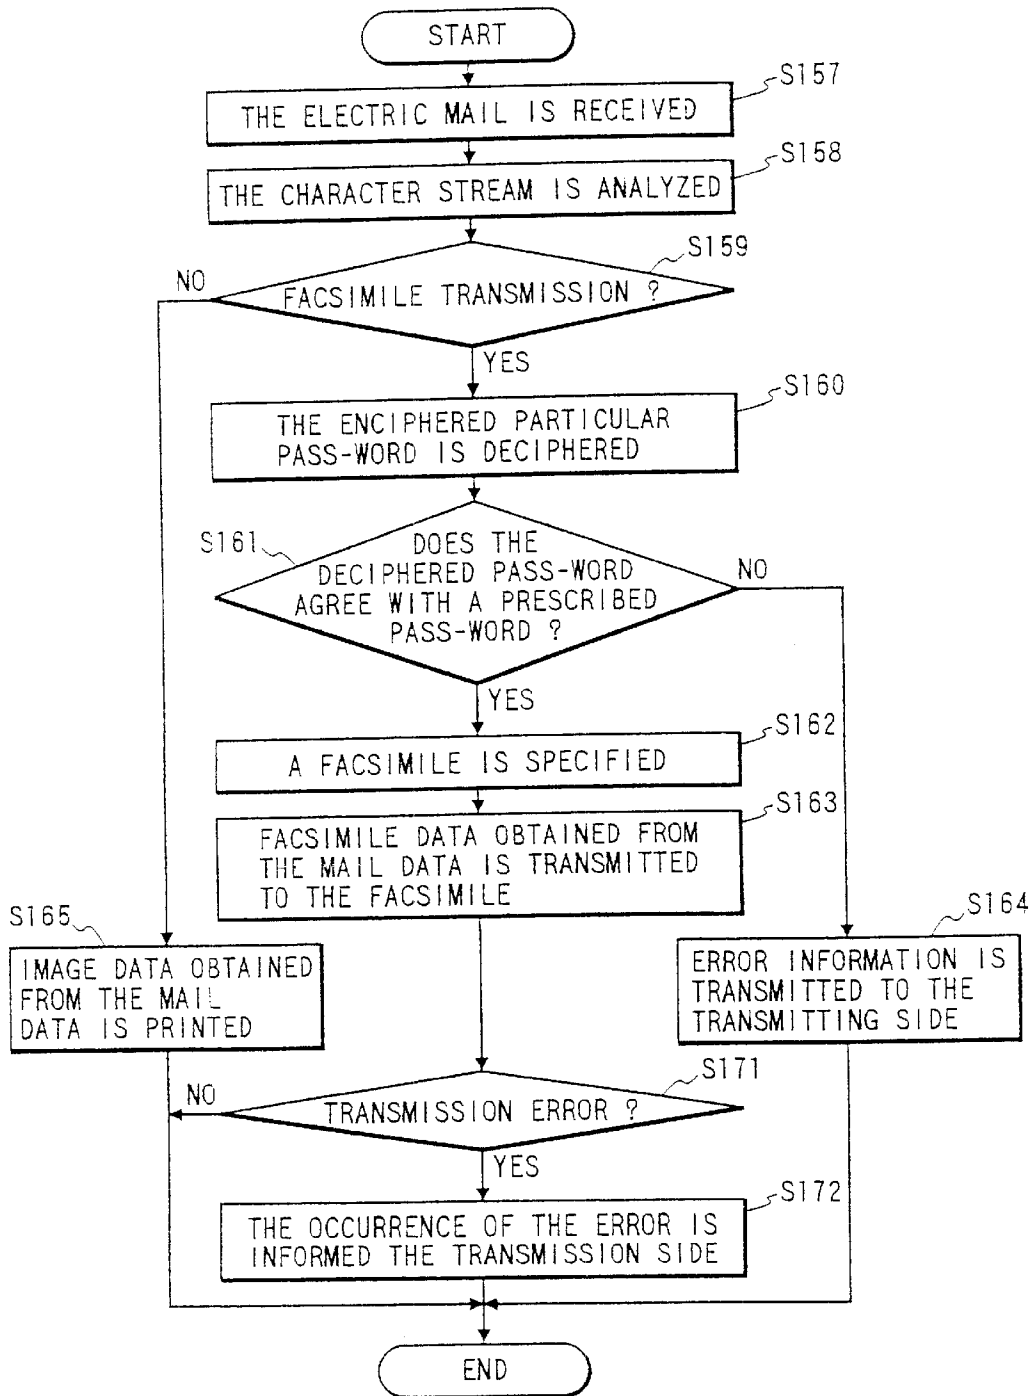 START
S157
THE ELECTRIC MAIL IS RECEIVED
S158
THE CHARACTER STREAM IS ANALYZED
S159
NO
FACSIMILE TRANSMISSION ?
YES
S160
THE ENCIPHERED PARTICULAR
PASS-WORD IS DECIPHERED
S161
DOES THE
DECIPHERED PASS-WORD
AGREE WITH A PRESCRIBED
PASS-WORD ?
NO
YES
S162
A FACSIMILE IS SPECIFIED
S163
FACSIMILE DATA OBTAINED FROM
THE MAIL DATA IS TRANSMITTED
TO THE FACSIMILE
S165
IMAGE DATA OBTAINED
FROM THE MAIL
DATA IS PRINTED
S164
ERROR INFORMATION IS
TRANSMITTED TO THE
TRANSMITTING SIDE
S171
NO
TRANSMISSION ERROR ?
YES
S172
THE OCCURRENCE OF THE ERROR IS
INFORMED THE TRANSMISSION SIDE
END